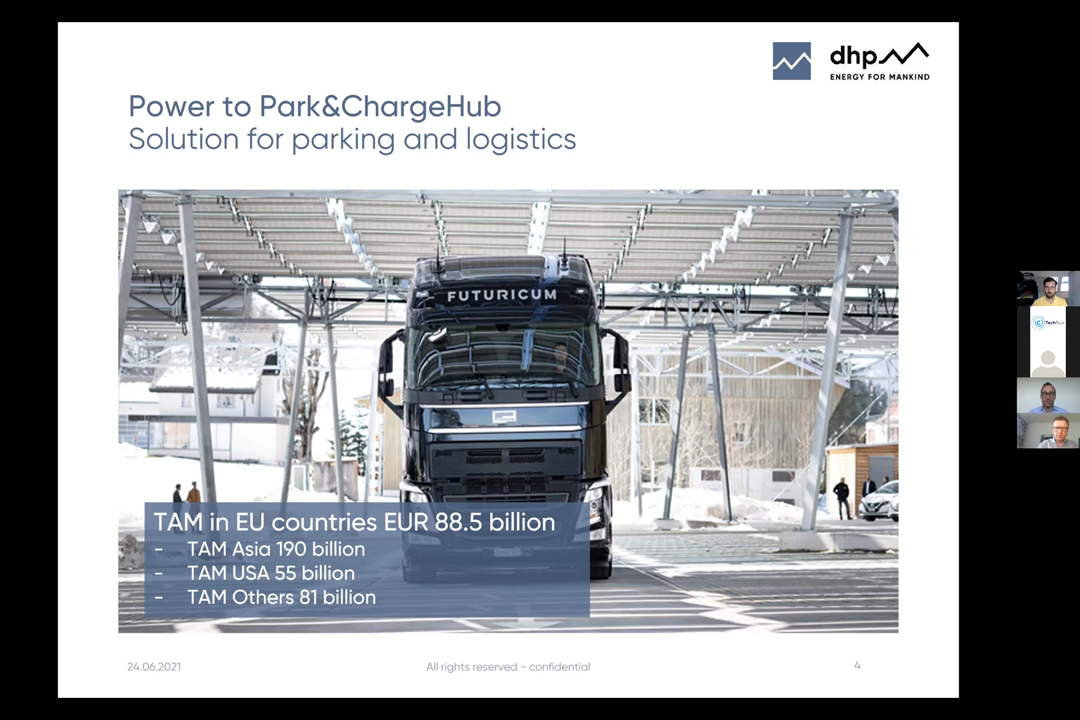 dhp
ENERGY FOR MANKIND
Power to Park&ChargeHub
Solution for parking and logistics
FUTURICUM
TechTour
TAM in EU countries EUR 88.5 billion
- TAM Asia 190 billion
- TAM USA 55 billion
- TAM Others 81 billion
24.06.2021
All rights reserved - confidential
4